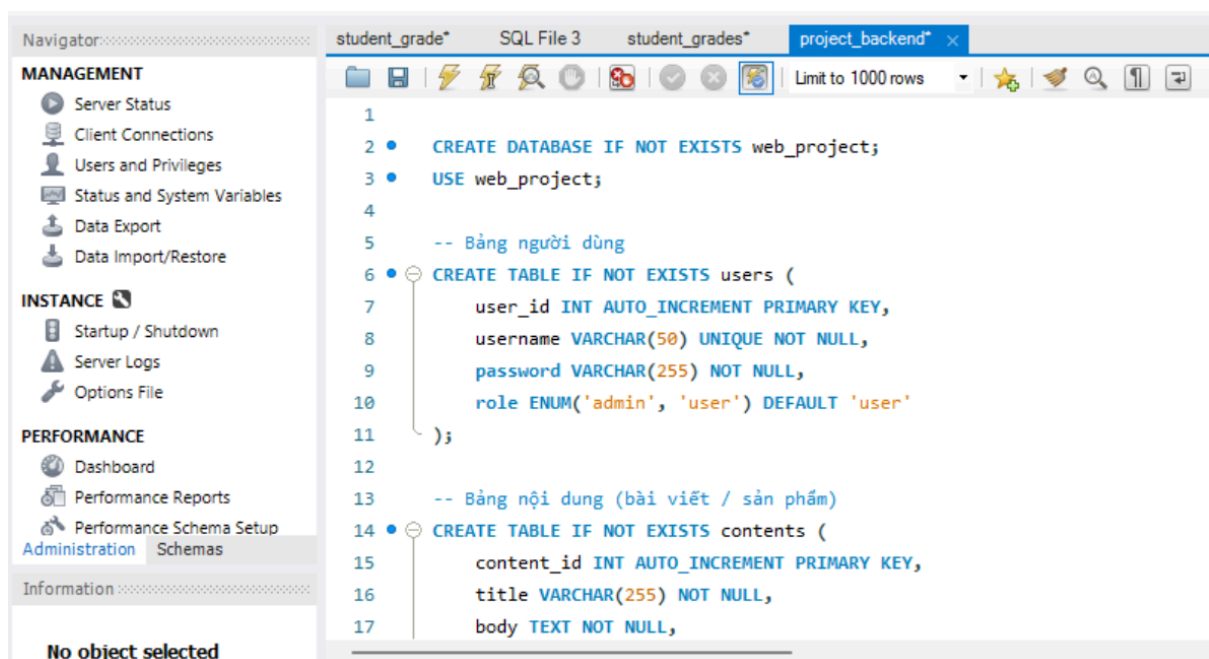 Navigator
MANAGEMENT
Server Status
Client Connections
Users and Privileges
Status and System Variables
Data Export
Data Import/Restore
INSTANCE
Startup / Shutdown
Server Logs
Options File
PERFORMANCE
Dashboard
Performance Reports
Performance Schema Setup
Administration Schemas
Information
No object selected
student_grade* SQL File 3 student_grades* project_backend*
Limit to 1000 rows
1
2 CREATE DATABASE IF NOT EXISTS web_project;
3 USE web_project;
4
5 -- Bảng người dùng
6 CREATE TABLE IF NOT EXISTS users (
7 user_id INT AUTO_INCREMENT PRIMARY KEY,
8 username VARCHAR(50) UNIQUE NOT NULL,
9 password VARCHAR(255) NOT NULL,
10 role ENUM('admin', 'user') DEFAULT 'user'
11 );
12
13 -- Bảng nội dung (bài viết / sản phẩm)
14 CREATE TABLE IF NOT EXISTS contents (
15 content_id INT AUTO_INCREMENT PRIMARY KEY,
16 title VARCHAR(255) NOT NULL,
17 body TEXT NOT NULL,